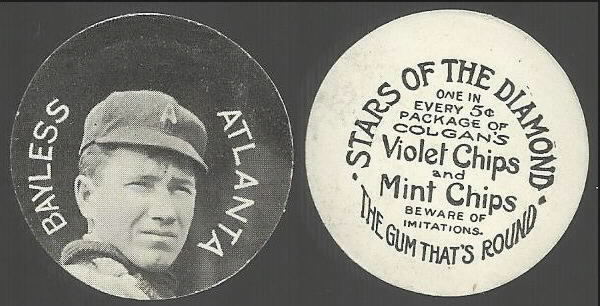 BAYLESS
ATLANTA
A
STARS OF THE DIAMOND.
ONE IN
EVERY 5¢
PACKAGE OF
COLGAN'S
Violet Chips
and
Mint Chips
BEWARE OF
IMITATIONS.
· THE GUM THAT'S ROUND ·